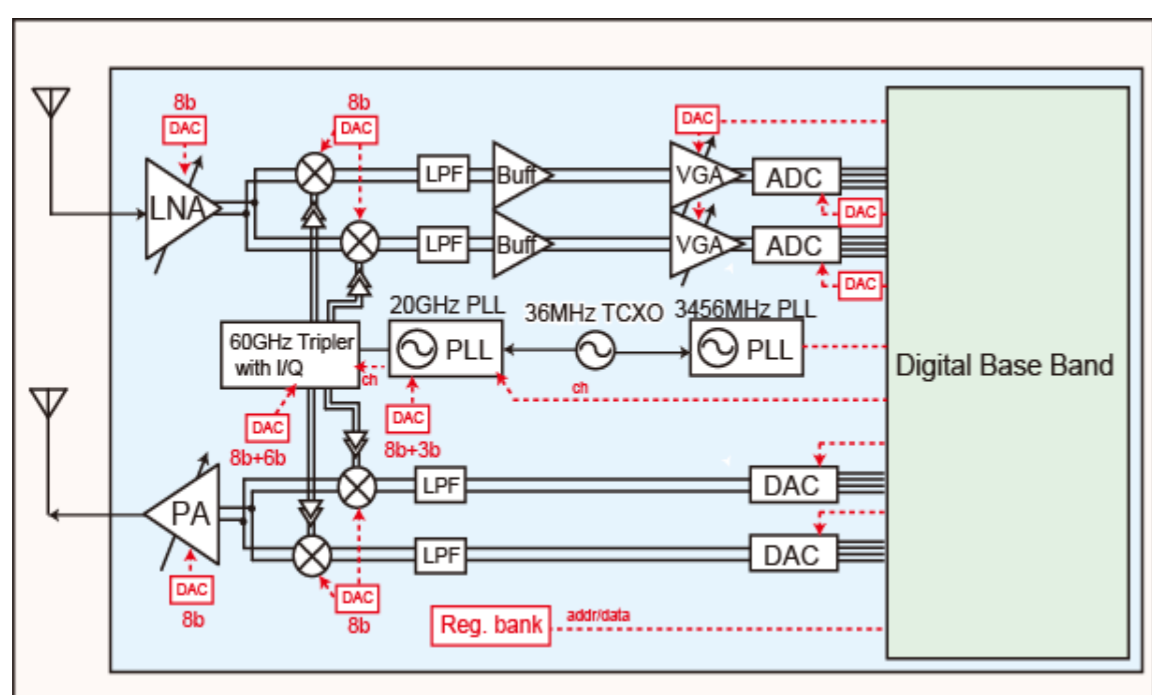 8b
DAC
8b
DAC
DAC
LNA
LPF
Buff
VGA
ADC
DAC
LPF
Buff
VGA
ADC
DAC
20GHz PLL
36MHz TCXO
3456MHz PLL
60GHz Tripler
with I/Q
PLL
PLL
ch
ch
Digital Base Band
DAC
8b+6b
DAC
8b+3b
LPF
DAC
PA
LPF
DAC
DAC
8b
DAC
8b
Reg. bank
addr/data